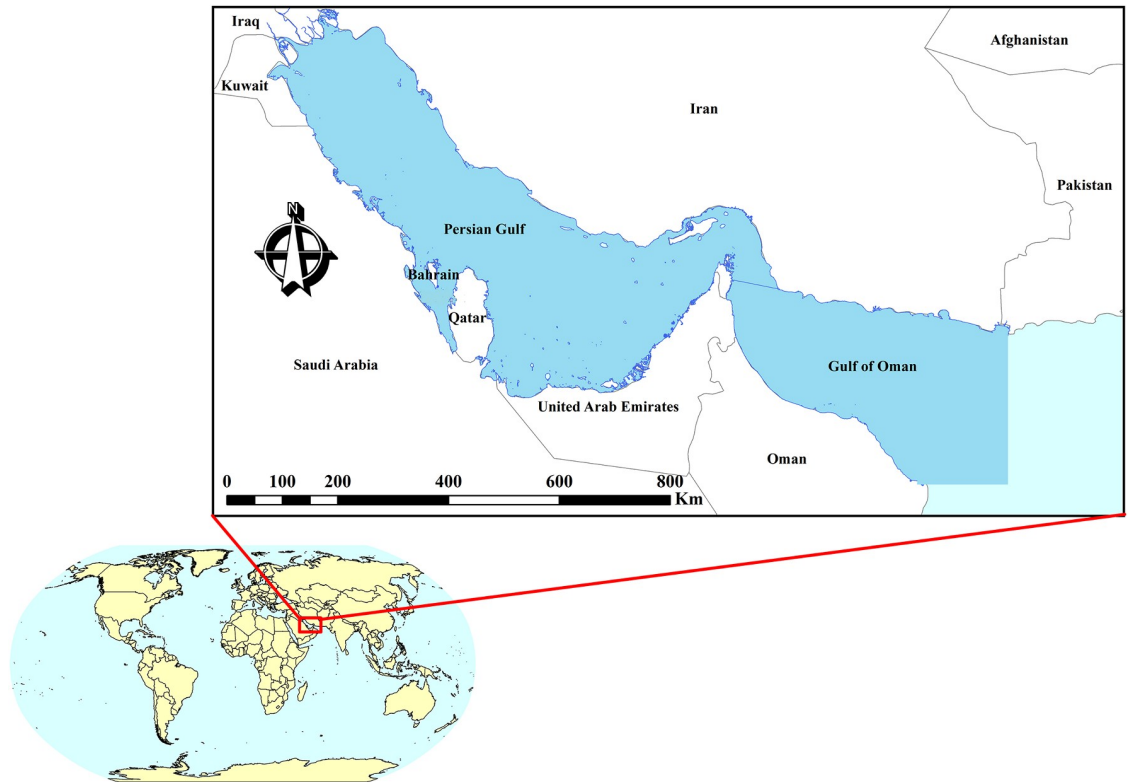 Iraq
Afghanistan
Kuwait
Iran
Pakistan
Persian Gulf
N
Bahrain
Qatar
Saudi Arabia
Gulf of Oman
United Arab Emirates
Oman
0 100 200 400 600 800
Km